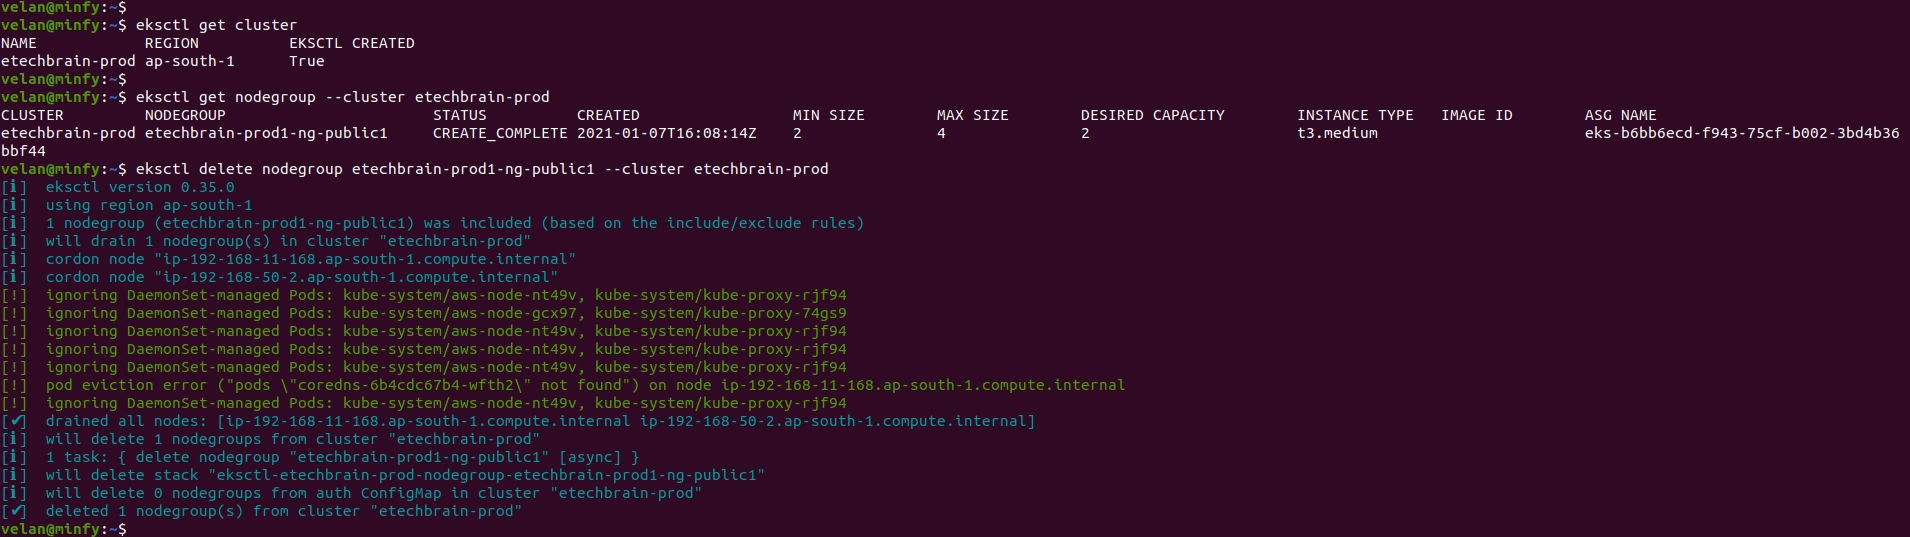 velan@minfy:~$
velan@minfy:~$ eksctl get cluster
NAME            REGION          EKSCTL CREATED
etechbrain-prod ap-south-1      True
velan@minfy:~$
velan@minfy:~$ eksctl get nodegroup --cluster etechbrain-prod
CLUSTER         NODEGROUP                       STATUS          CREATED                 MIN SIZE        MAX SIZE        DESIRED CAPACITY        INSTANCE TYPE   IMAGE ID        ASG NAME
etechbrain-prod etechbrain-prod1-ng-public1     CREATE_COMPLETE 2021-01-07T16:08:14Z    2               4               2                       t3.medium                       eks-b6bb6ecd-f943-75cf-b002-3bd4b36
bbf44
velan@minfy:~$ eksctl delete nodegroup etechbrain-prod1-ng-public1 --cluster etechbrain-prod
[ℹ]  eksctl version 0.35.0
[ℹ]  using region ap-south-1
[ℹ]  1 nodegroup (etechbrain-prod1-ng-public1) was included (based on the include/exclude rules)
[ℹ]  will drain 1 nodegroup(s) in cluster "etechbrain-prod"
[ℹ]  cordon node "ip-192-168-11-168.ap-south-1.compute.internal"
[ℹ]  cordon node "ip-192-168-50-2.ap-south-1.compute.internal"
[!]  ignoring DaemonSet-managed Pods: kube-system/aws-node-nt49v, kube-system/kube-proxy-rjf94
[!]  ignoring DaemonSet-managed Pods: kube-system/aws-node-gcx97, kube-system/kube-proxy-74gs9
[!]  ignoring DaemonSet-managed Pods: kube-system/aws-node-nt49v, kube-system/kube-proxy-rjf94
[!]  ignoring DaemonSet-managed Pods: kube-system/aws-node-nt49v, kube-system/kube-proxy-rjf94
[!]  ignoring DaemonSet-managed Pods: kube-system/aws-node-nt49v, kube-system/kube-proxy-rjf94
[!]  pod eviction error ("pods \"coredns-6b4cdc67b4-wfth2\" not found") on node ip-192-168-11-168.ap-south-1.compute.internal
[!]  ignoring DaemonSet-managed Pods: kube-system/aws-node-nt49v, kube-system/kube-proxy-rjf94
[✔]  drained all nodes: [ip-192-168-11-168.ap-south-1.compute.internal ip-192-168-50-2.ap-south-1.compute.internal]
[ℹ]  will delete 1 nodegroups from cluster "etechbrain-prod"
[ℹ]  1 task: { delete nodegroup "etechbrain-prod1-ng-public1" [async] }
[ℹ]  will delete stack "eksctl-etechbrain-prod-nodegroup-etechbrain-prod1-ng-public1"
[ℹ]  will delete 0 nodegroups from auth ConfigMap in cluster "etechbrain-prod"
[✔]  deleted 1 nodegroup(s) from cluster "etechbrain-prod"
velan@minfy:~$